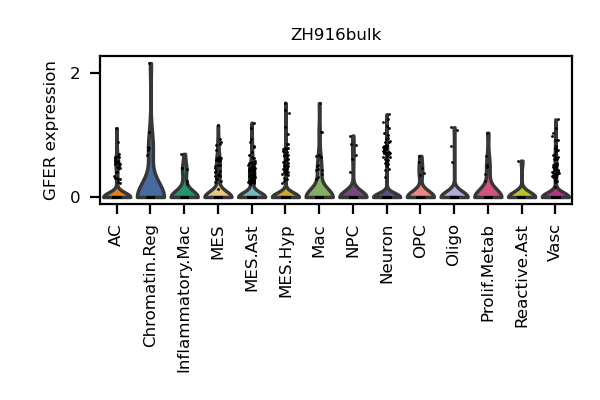 ZH916bulk
GFER expression
2
0
AC
Chromatin.Reg
Inflammatory.Mac
MES
MES.Ast
MES.Hyp
Mac
NPC
Neuron
OPC
Oligo
Prolif.Metab
Reactive.Ast
Vasc